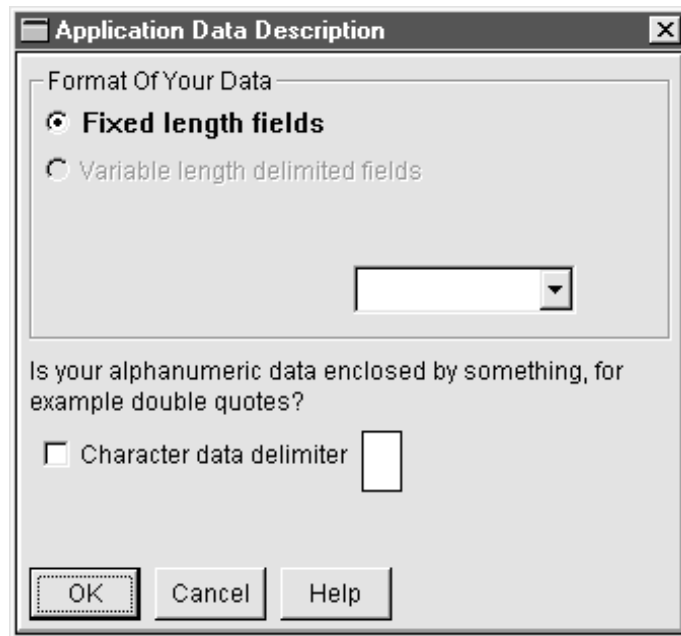 Application Data Description
Format Of Your Data
Fixed length fields
Variable length delimited fields
Is your alphanumeric data enclosed by something, for
example double quotes?
Character data delimiter
OK Cancel Help